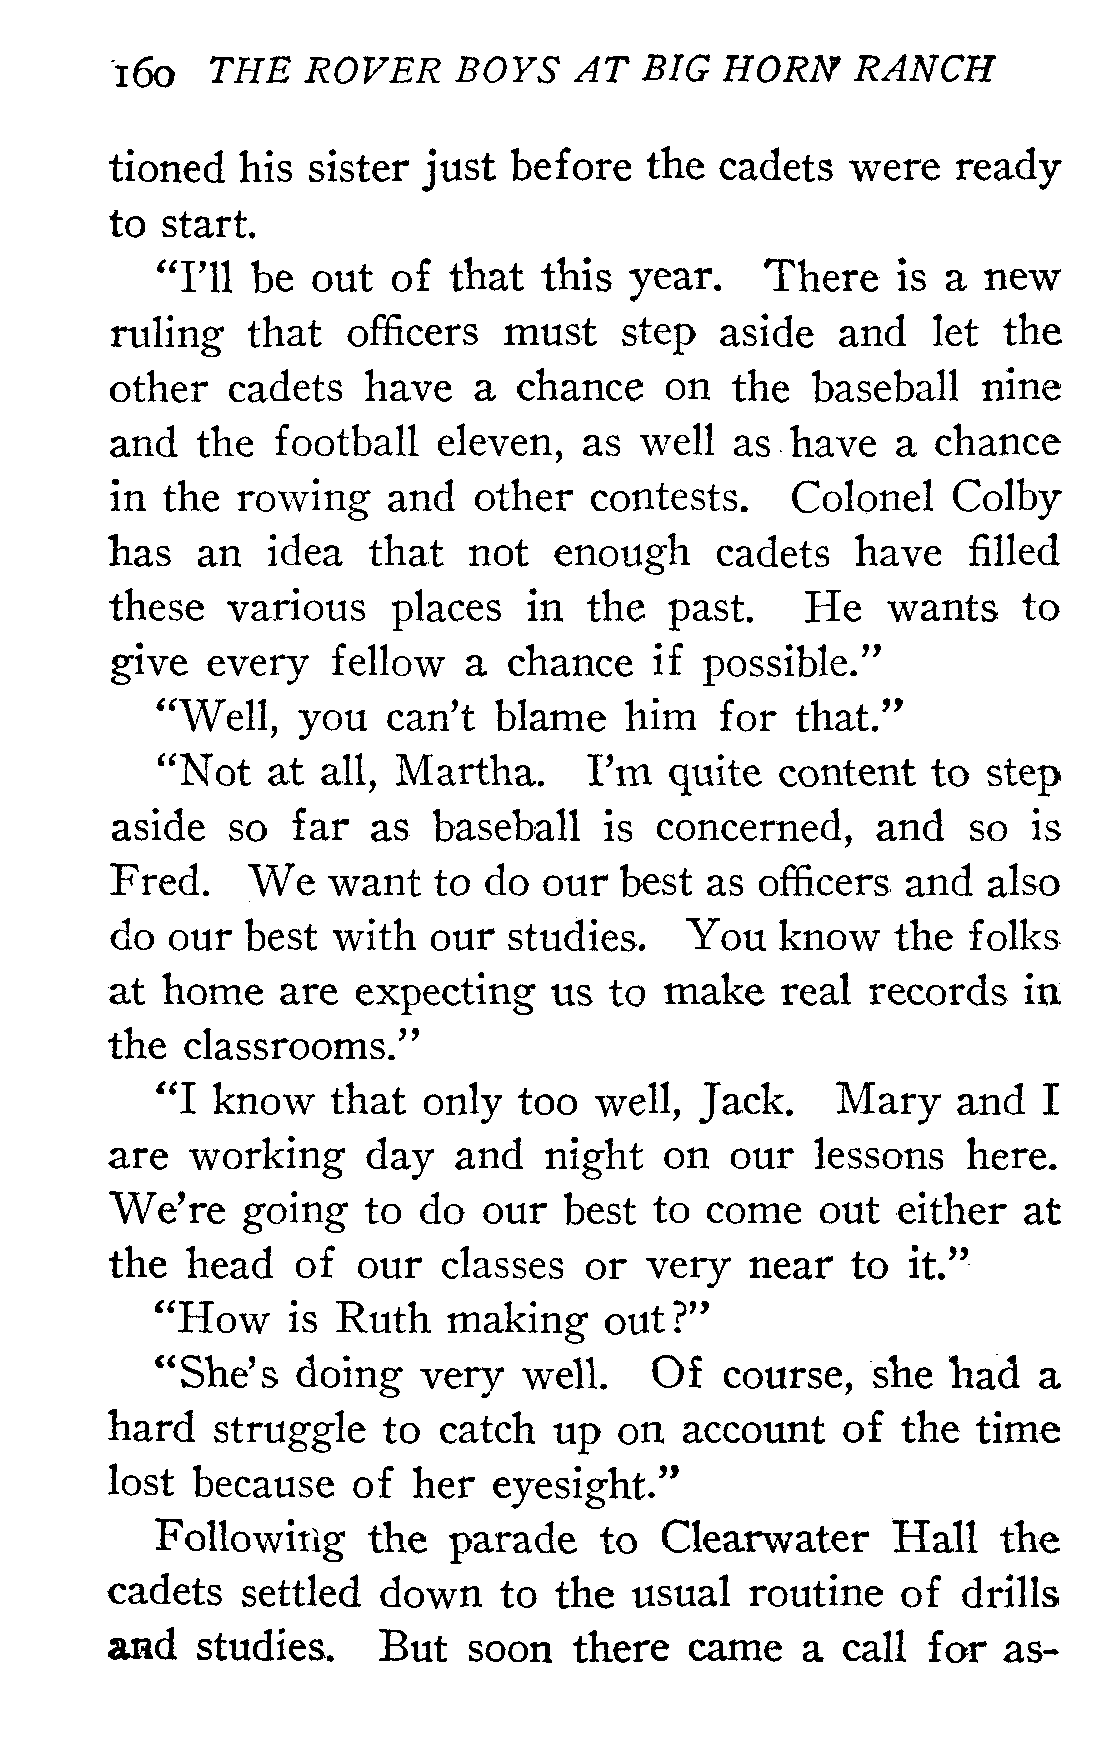 160 THE ROVER BOYS AT BIG HORN RANCH
tioned his sister just before the cadets were ready
to start.
“I’ll be out of that this year. There is a new
ruling that officers must step aside and let the
other cadets have a chance on the baseball nine
and the football eleven, as well as have a chance
in the rowing and other contests. Colonel Colby
has an idea that not enough cadets have filled
these various places in the past. He wants to
give every fellow a chance if possible.”
“Well, you can’t blame him for that.”
“Not at all, Martha. I’m quite content to step
aside so far as baseball is concerned, and so is
Fred. We want to do our best as officers and also
do our best with our studies. You know the folks
at home are expecting us to make real records in
the classrooms.”
“I know that only too well, Jack. Mary and I
are working day and night on our lessons here.
We’re going to do our best to come out either at
the head of our classes or very near to it.”
“How is Ruth making out?”
“She’s doing very well. Of course, she had a
hard struggle to catch up on account of the time
lost because of her eyesight.”
Following the parade to Clearwater Hall the
cadets settled down to the usual routine of drills
and studies. But soon there came a call for as-